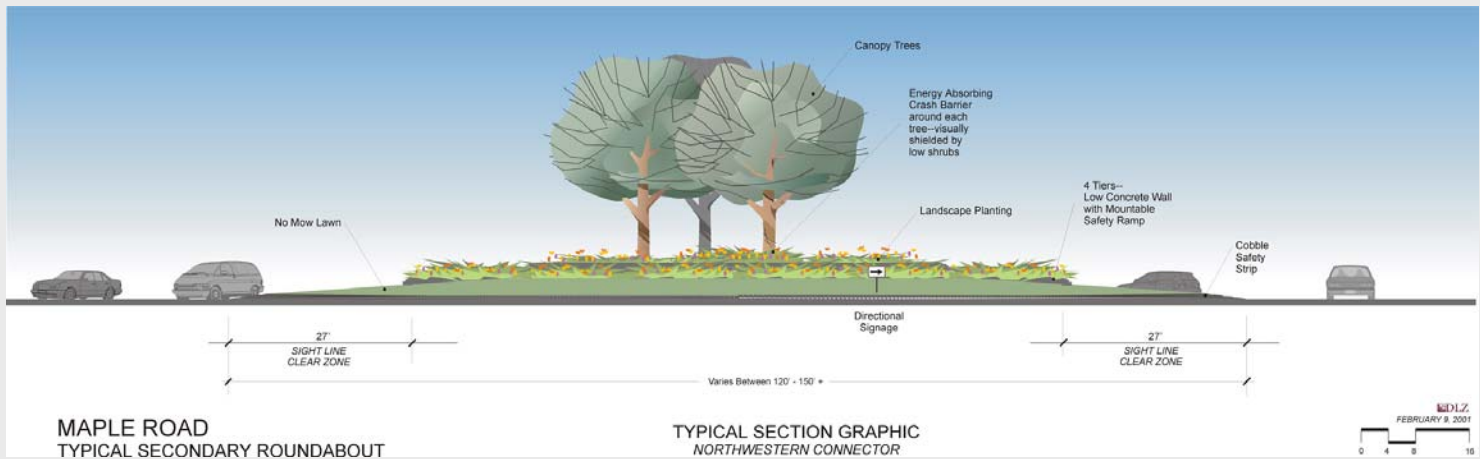 Canopy Trees
Energy Absorbing
Crash Barrier
around each
tree--visually
shielded by
low shrubs
4 Tiers--
Low Concrete Wall
with Mountable
Safety Ramp
No Mow Lawn
Landscape Planting
Cobble
Safety
Strip
Directional
Signage
27'
SIGHT LINE
CLEAR ZONE
27'
SIGHT LINE
CLEAR ZONE
Varies Between 120' - 150' +
MAPLE ROAD
TYPICAL SECONDARY ROUNDABOUT
TYPICAL SECTION GRAPHIC
NORTHWESTERN CONNECTOR
DLZ
FEBRUARY 9, 2001
0 4 8 16